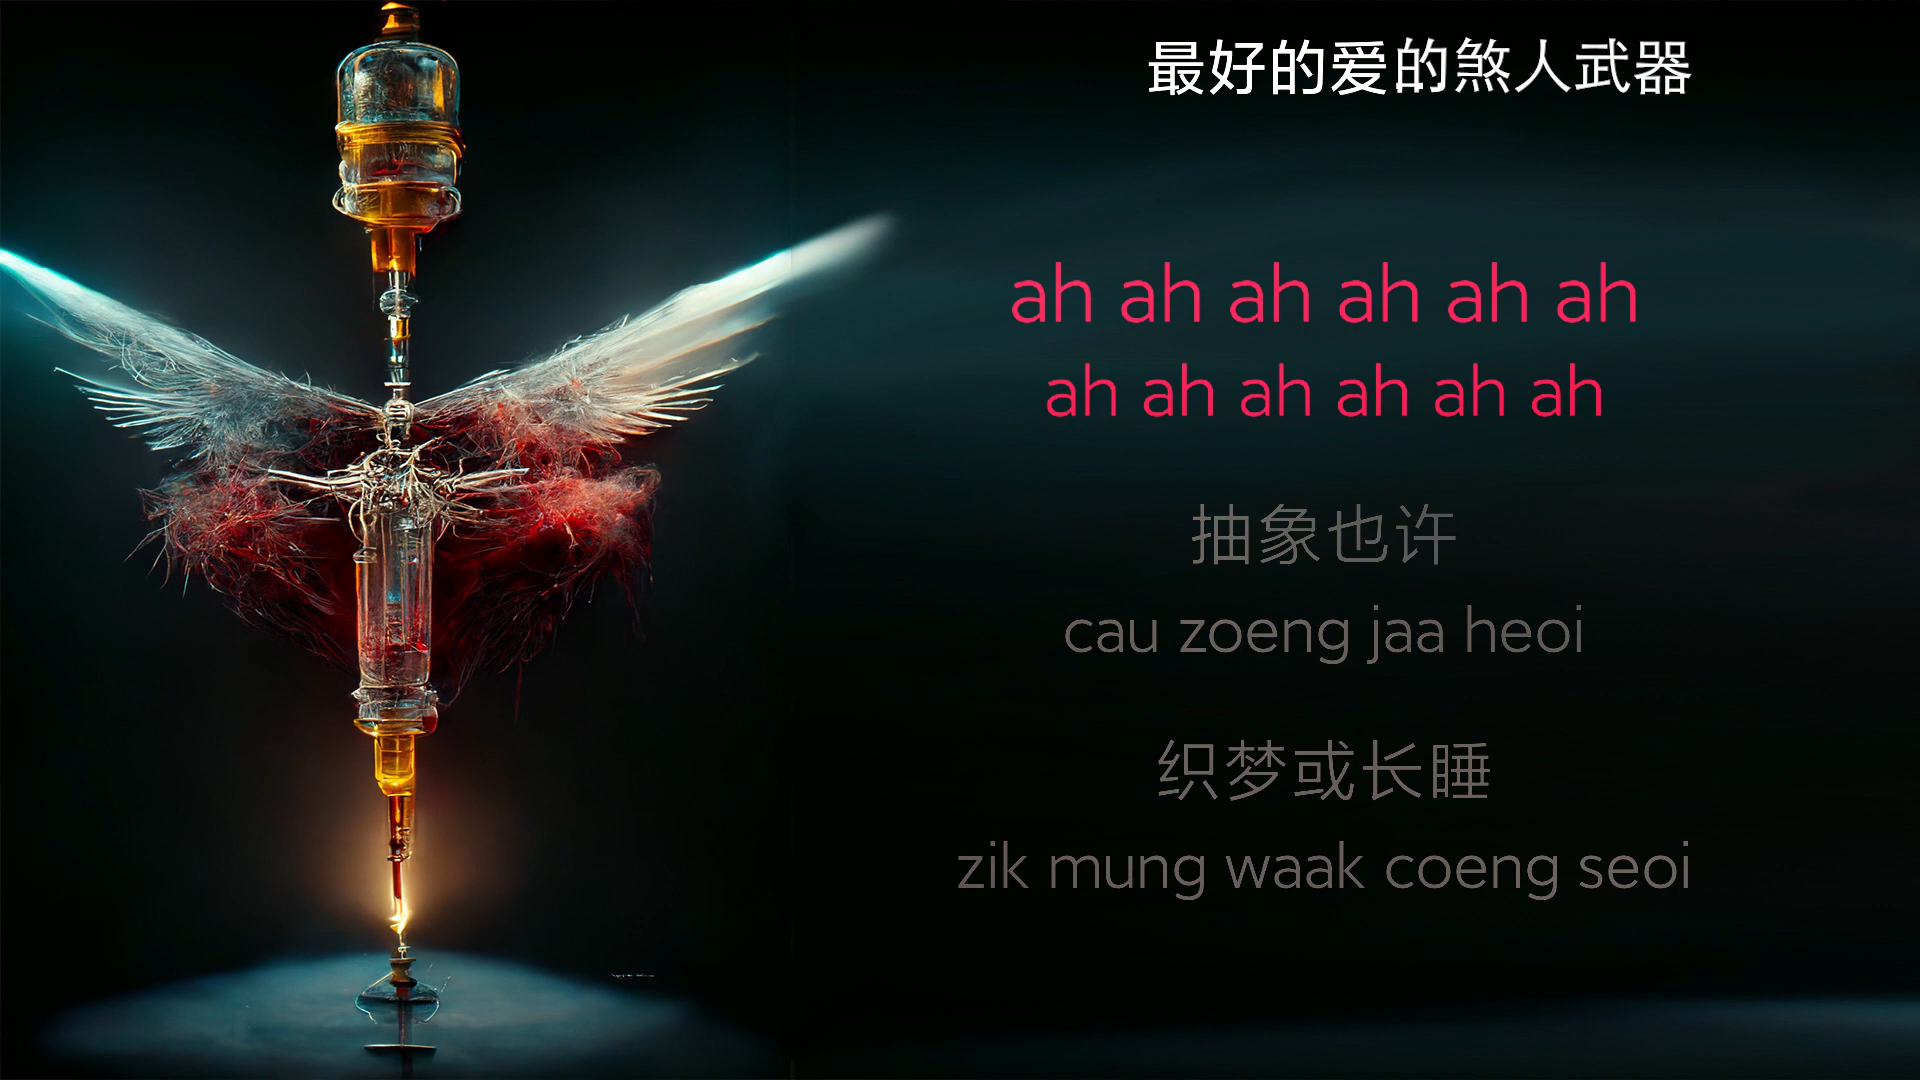 最好的爱的煞人武器
ah ah ah ah ah ah
ah ah ah ah ah ah
抽象也许
cau zoeng jaa heoi
织梦或长睡
zik mung waak coeng seoi